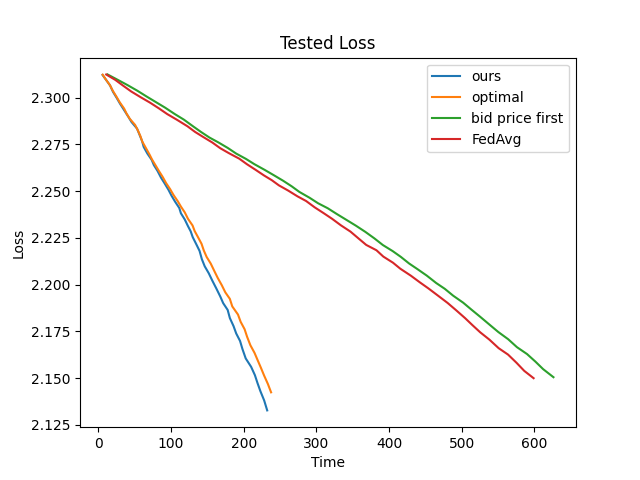 Tested Loss
ours
optimal
bid price first
FedAvg
2.300
2.275
2.250
2.225
2.200
2.175
2.150
2.125
Loss
0 100 200 300 400 500 600
Time